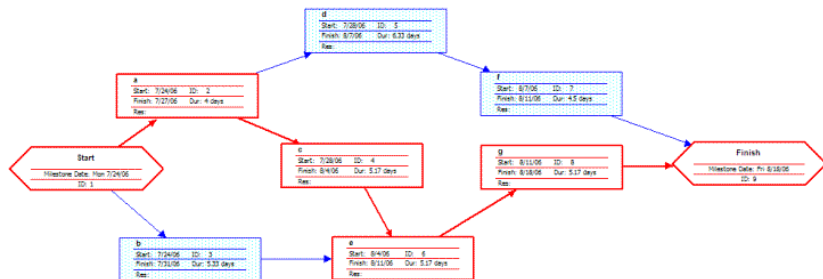 d
Start: 7/28/06 ID: 5
Finish: 8/7/06 Dur: 6.33 days
Res:
a
Start: 7/24/06 ID: 2
Finish: 7/27/06 Dur: 4 days
Res:
f
Start: 8/7/06 ID: 7
Finish: 8/11/06 Dur: 4.5 days
Res:
Start
Milestone Date: Mon 7/24/06
ID: 1
c
Start: 7/28/06 ID: 4
Finish: 8/4/06 Dur: 5.17 days
Res:
g
Start: 8/11/06 ID: 8
Finish: 8/18/06 Dur: 5.17 days
Res:
Finish
Milestone Date: Fri 8/18/06
ID: 9
b
Start: 7/24/06 ID: 3
Finish: 7/31/06 Dur: 5.33 days
Res:
e
Start: 8/4/06 ID: 6
Finish: 8/11/06 Dur: 5.17 days
Res: